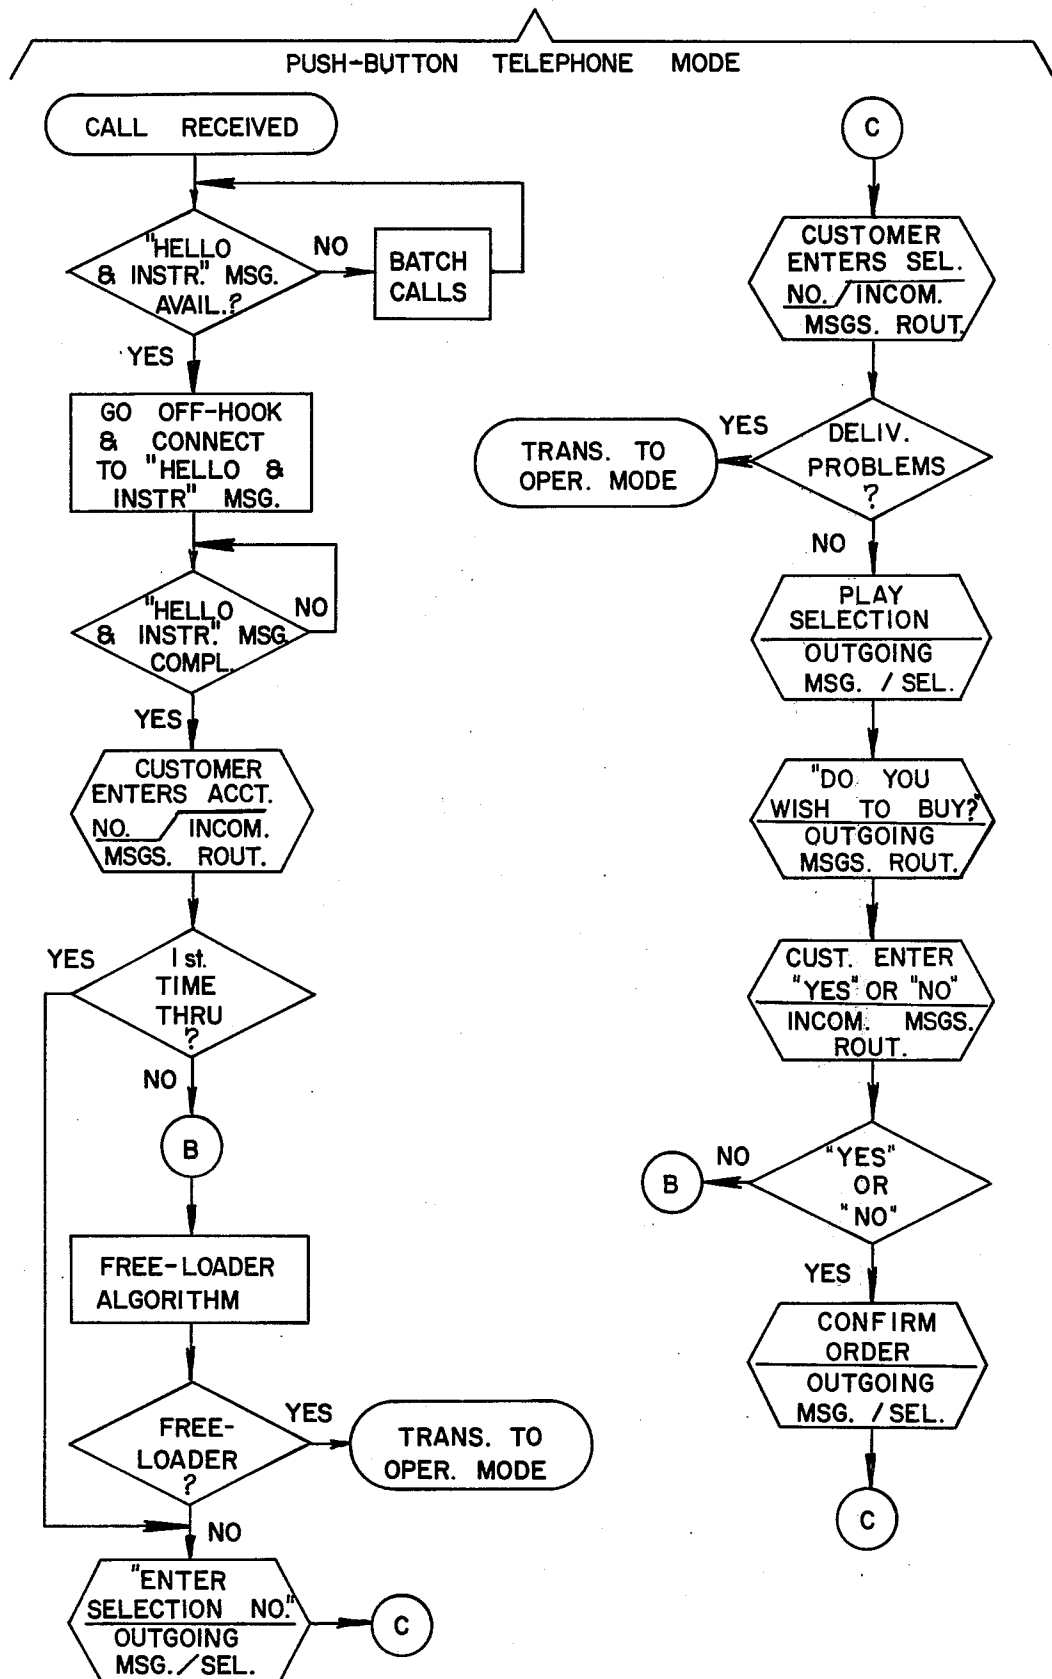 PUSH-BUTTON TELEPHONE MODE
CALL RECEIVED
"HELLO
& INSTR." MSG.
AVAIL.?
NO
BATCH
CALLS
YES
GO OFF-HOOK
& CONNECT
TO "HELLO &
INSTR" MSG.
"HELLO
& INSTR." MSG.
COMPL.
NO
YES
CUSTOMER
ENTERS ACCT.
NO. / INCOM.
MSGS. ROUT.
YES
1st.
TIME
THRU
?
NO
B
FREE-LOADER
ALGORITHM
FREE-
LOADER
?
YES
TRANS. TO
OPER. MODE
NO
"ENTER
SELECTION NO."
OUTGOING
MSG./SEL.
C
C
CUSTOMER
ENTERS SEL.
NO. / INCOM.
MSGS. ROUT.
DELIV.
PROBLEMS
?
YES
TRANS. TO
OPER. MODE
NO
PLAY
SELECTION
OUTGOING
MSG. / SEL.
"DO YOU
WISH TO BUY?"
OUTGOING
MSGS. ROUT.
CUST. ENTER
"YES" OR "NO"
INCOM. MSGS.
ROUT.
"YES"
OR
"NO"
NO
B
YES
CONFIRM
ORDER
OUTGOING
MSG. / SEL.
C